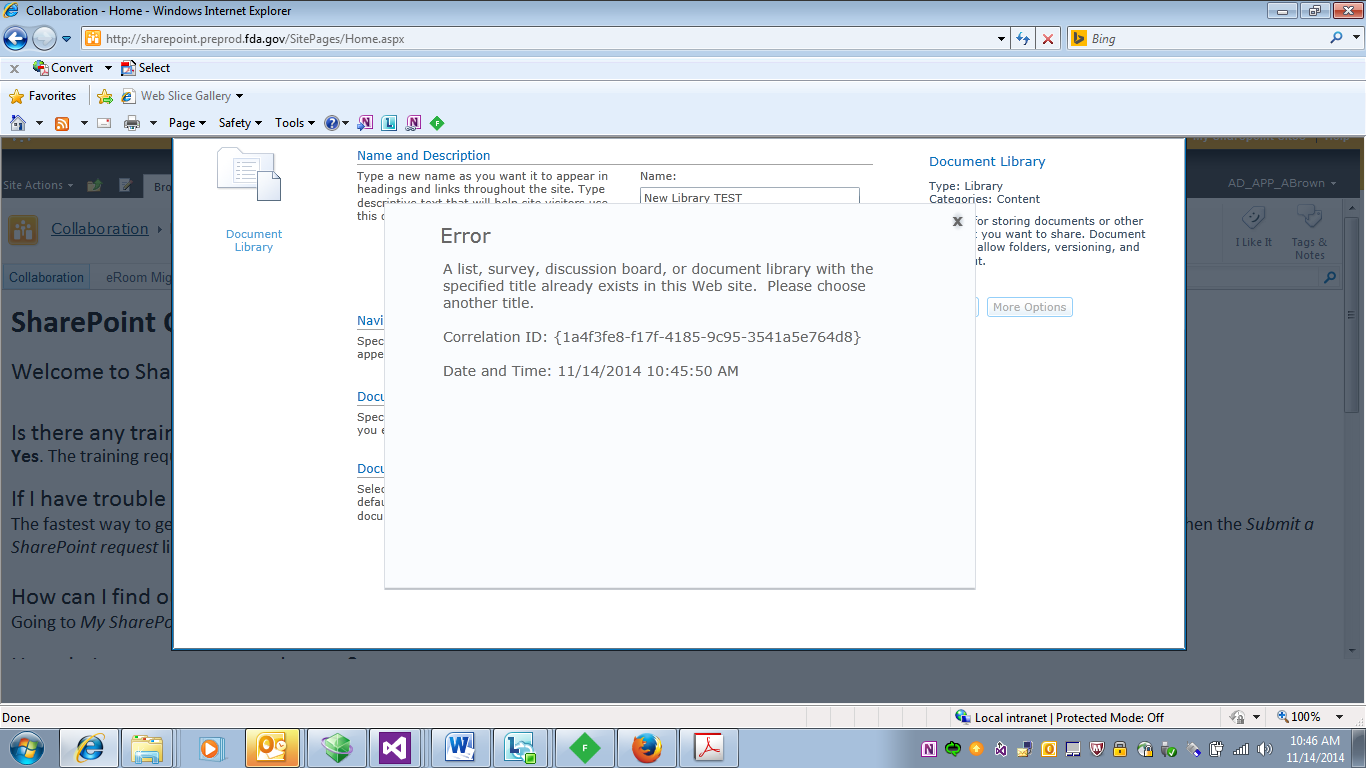 Collaboration - Home - Windows Internet Explorer
http://sharepoint.preprod.fda.gov/SitePages/Home.aspx
Bing
x Convert Select
Favorites Web Slice Gallery
Page Safety Tools
Site Actions
AD_APP_ABrown
Collaboration
I Like It
Tags &
Notes
Collaboration eRoom Mig
SharePoint
Welcome to Sha
Is there any train
Yes. The training requ
If I have trouble
The fastest way to ge
hen the Submit a
SharePoint request li
How can I find o
Going to My SharePo
Document
Library
Name and Description
Type a new name as you want it to appear in
headings and links throughout the site. Type
descriptive text that will help site visitors use
this
Name:
New Library TEST
Navi
Spec
appe
Docu
Spec
you e
Docu
Selec
defau
docu
Document Library
Type: Library
Categories: Content
for storing documents or other
you want to share. Document
allow folders, versioning, and
t.
More Options
Error
x
A list, survey, discussion board, or document library with the
specified title already exists in this Web site. Please choose
another title.
Correlation ID: {1a4f3fe8-f17f-4185-9c95-3541a5e764d8}
Date and Time: 11/14/2014 10:45:50 AM
Done
Local intranet | Protected Mode: Off
100%
10:46 AM
11/14/2014